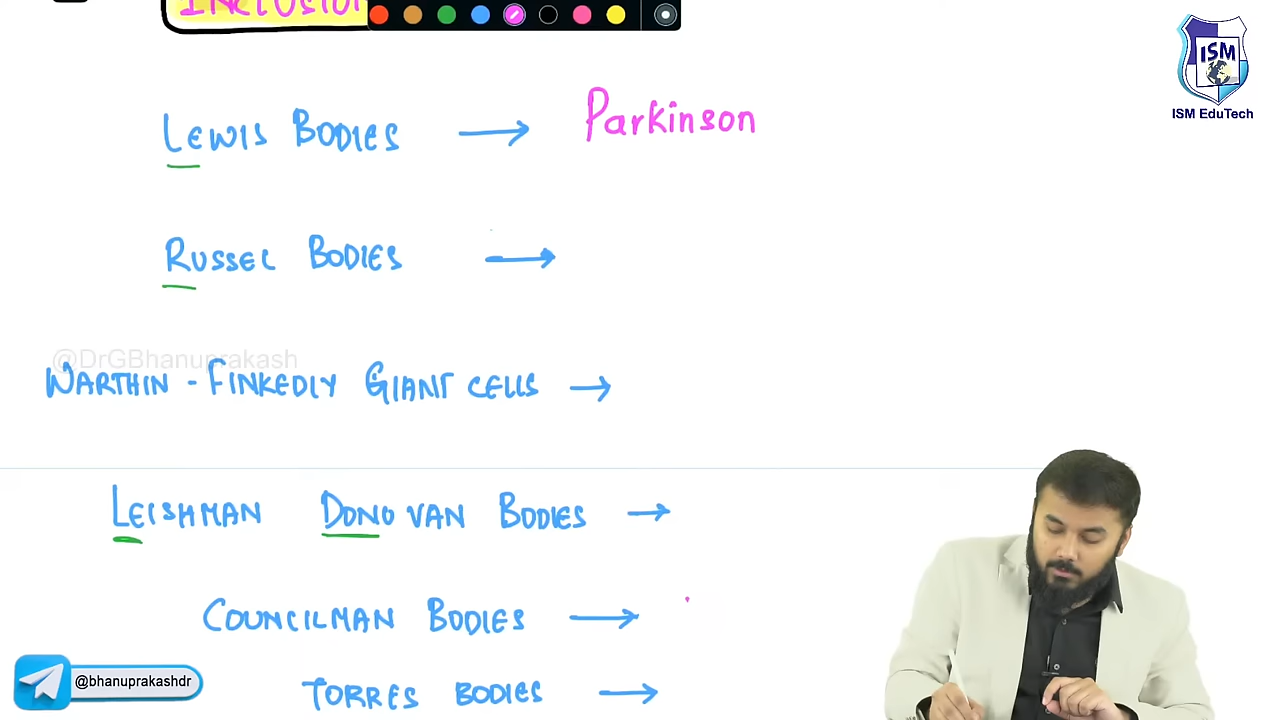 INCLUSION
ISM
ISM EduTech
LEWIS BODIES → Parkinson
RUSSEL BODIES →
@DrGBhanuprakash
WARTHIN - FINKEDLY GIANT CELLS →
LEISHMAN DONOVAN BODIES →
COUNCILMAN BODIES →
TORRES BODIES →
@bhanuprakashdr